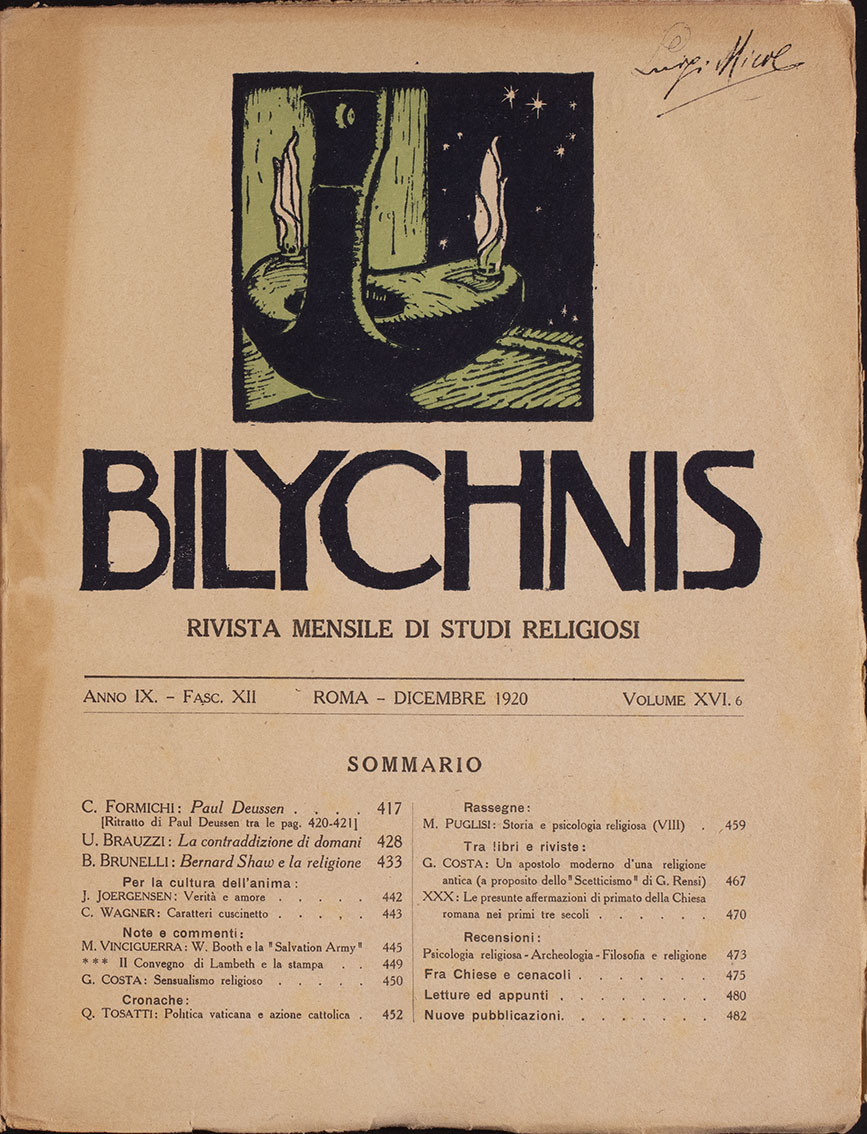 Luigi Micol
BILYCHNIS
RIVISTA MENSILE DI STUDI RELIGIOSI
ANNO IX. - FASC. XII ROMA - DICEMBRE 1920 VOLUME XVI. 6
SOMMARIO
C. FORMICHI: Paul Deussen . . . . 417
[Ritratto di Paul Deussen tra le pag. 420-421]
U. BRAUZZI: La contraddizione di domani 428
B. BRUNELLI: Bernard Shaw e la religione 433
Per la cultura dell'anima:
J. JOERGENSEN: Verità e amore . . . . . 442
C. WAGNER: Caratteri cuscinetto . . . . . 443
Note e commenti:
M. VINCIGUERRA: W. Booth e la "Salvation Army" 445
*** Il Convegno di Lambeth e la stampa . . 449
G. COSTA: Sensualismo religioso . . . . . 450
Cronache:
Q. TOSATTI: Politica vaticana e azione cattolica . 452
Rassegne:
M. PUGLISI: Storia e psicologia religiosa (VIII) . 459
Tra libri e riviste:
G. COSTA: Un apostolo moderno d'una religione
antica (a proposito dello "Scetticismo" di G. Rensi) 467
XXX: Le presunte affermazioni di primato della Chiesa
romana nei primi tre secoli . . . . . . 470
Recensioni:
Psicologia religiosa - Archeologia - Filosofia e religione 473
Fra Chiese e cenacoli . . . . . . . 475
Letture ed appunti . . . . . . . . 480
Nuove pubblicazioni. . . . . . . . 482